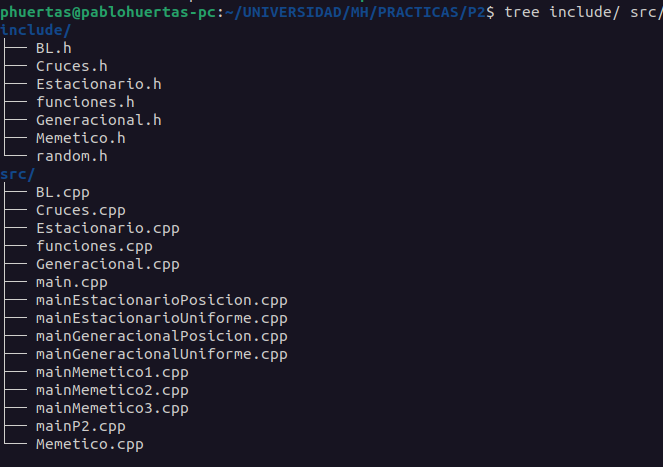 phuertas@pablohuertas-pc:~/UNIVERSIDAD/MH/PRACTICAS/P2$ tree include/ src/
include/
├── BL.h
├── Cruces.h
├── Estacionario.h
├── funciones.h
├── Generacional.h
├── Memetico.h
└── random.h
src/
├── BL.cpp
├── Cruces.cpp
├── Estacionario.cpp
├── funciones.cpp
├── Generacional.cpp
├── main.cpp
├── mainEstacionarioPosicion.cpp
├── mainEstacionarioUniforme.cpp
├── mainGeneracionalPosicion.cpp
├── mainGeneracionalUniforme.cpp
├── mainMemetico1.cpp
├── mainMemetico2.cpp
├── mainMemetico3.cpp
├── mainP2.cpp
└── Memetico.cpp